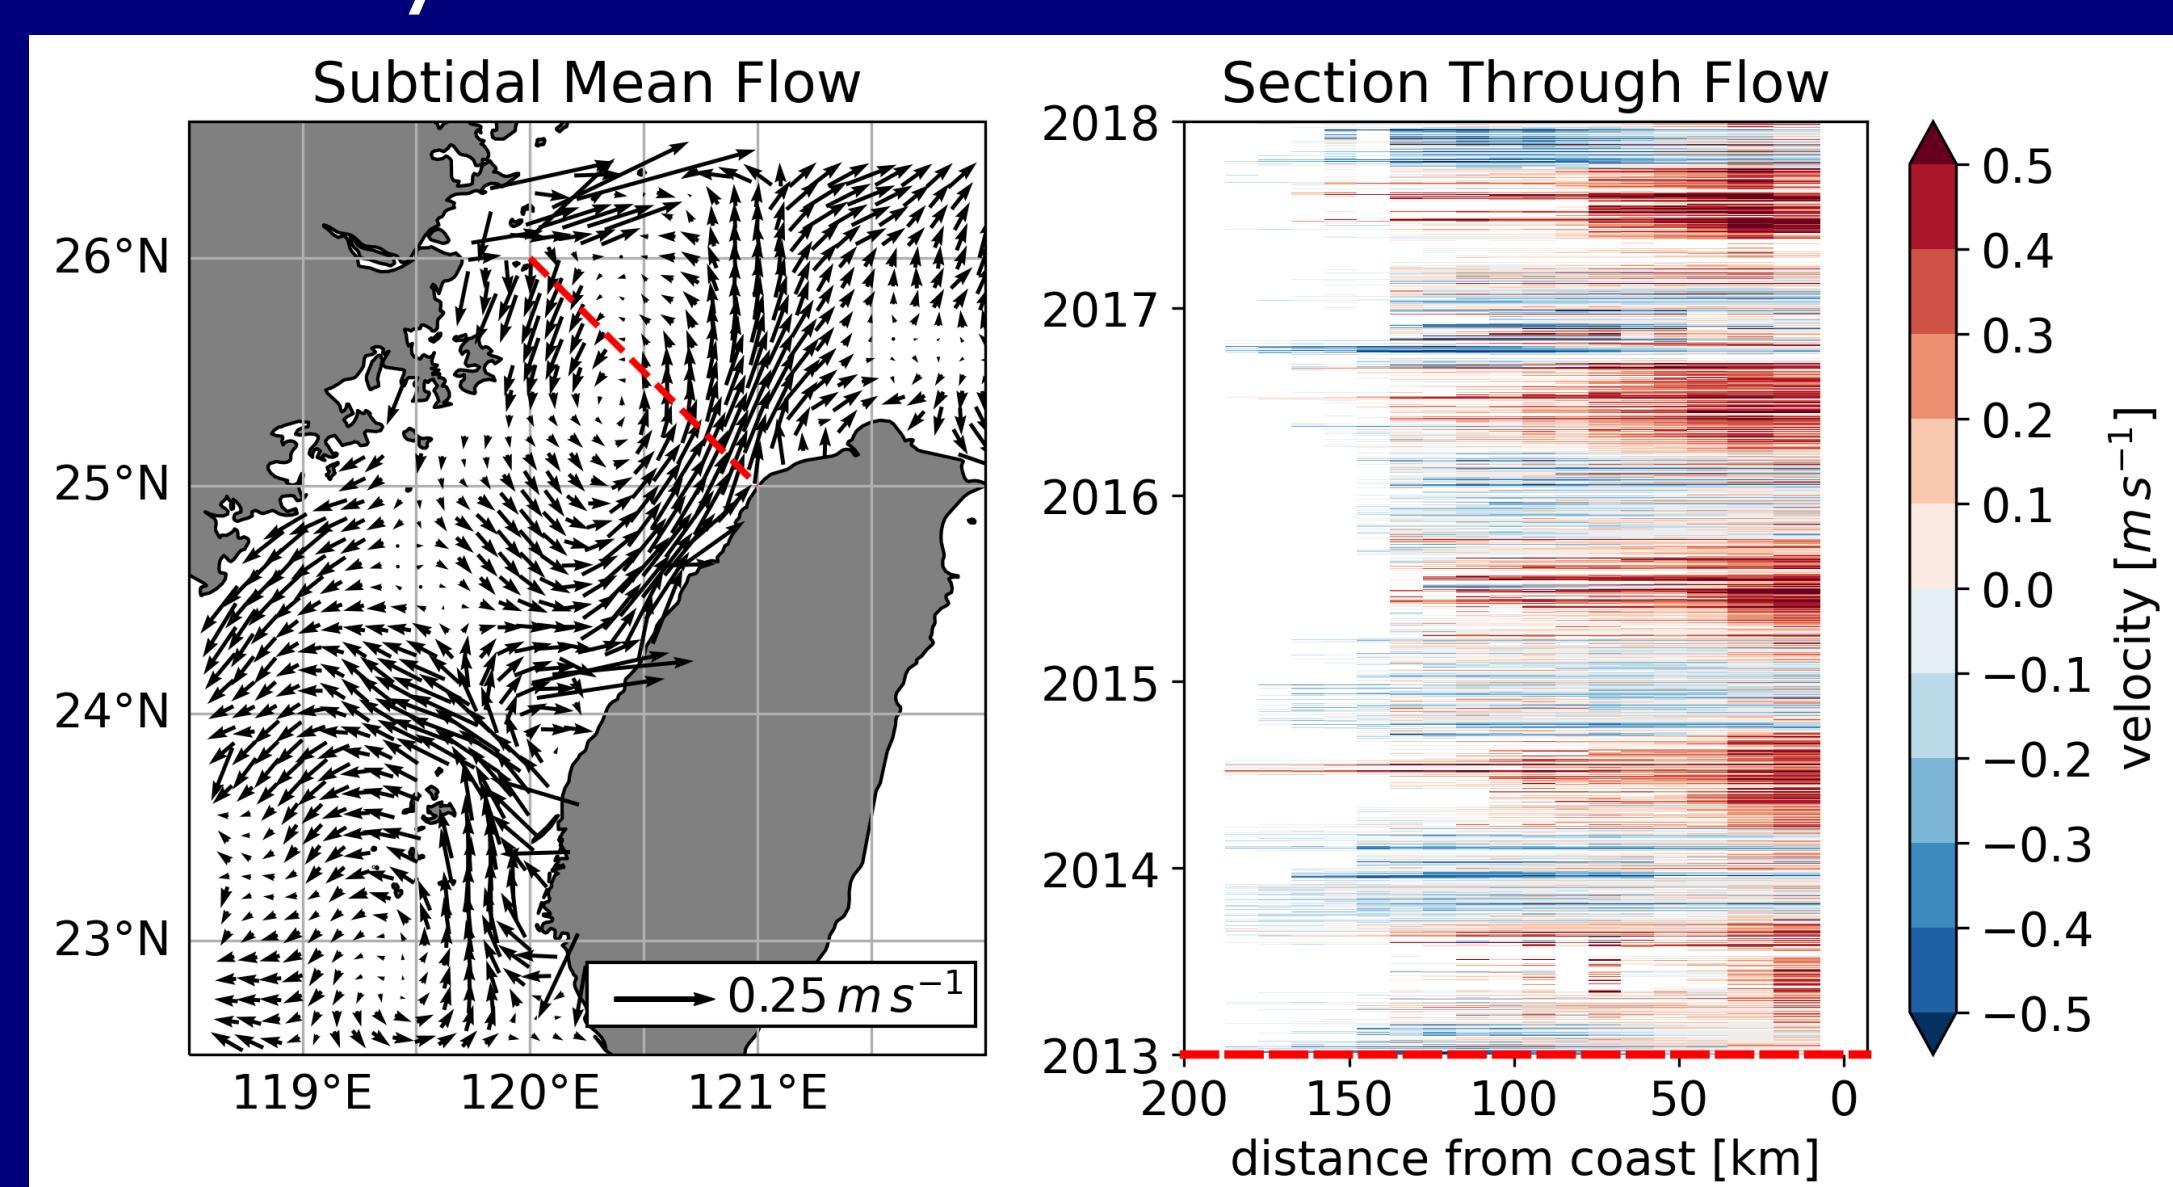 Subtidal Mean Flow
26°N
25°N
24°N
23°N
119°E 120°E 121°E
0.25 m s⁻¹
Section Through Flow
2018
2017
2016
2015
2014
2013
200 150 100 50 0
distance from coast [km]
0.5
0.4
0.3
0.2
0.1
0.0
−0.1
−0.2
−0.3
−0.4
−0.5
velocity [m s⁻¹]